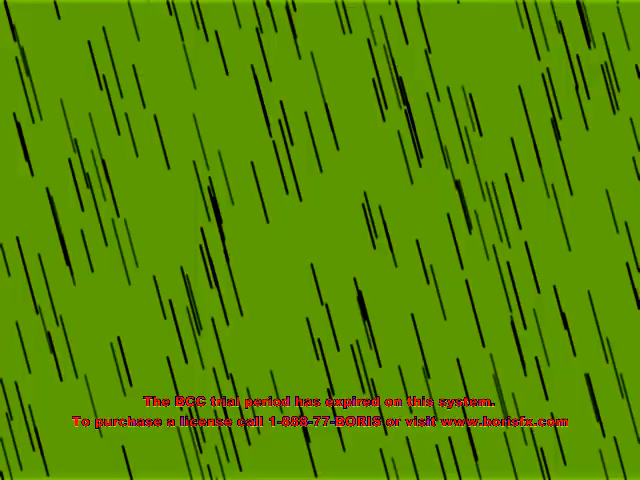 The BCC trial period has expired on this system.
To purchase a license call 1-888-77-BORIS or visit www.borisfx.com